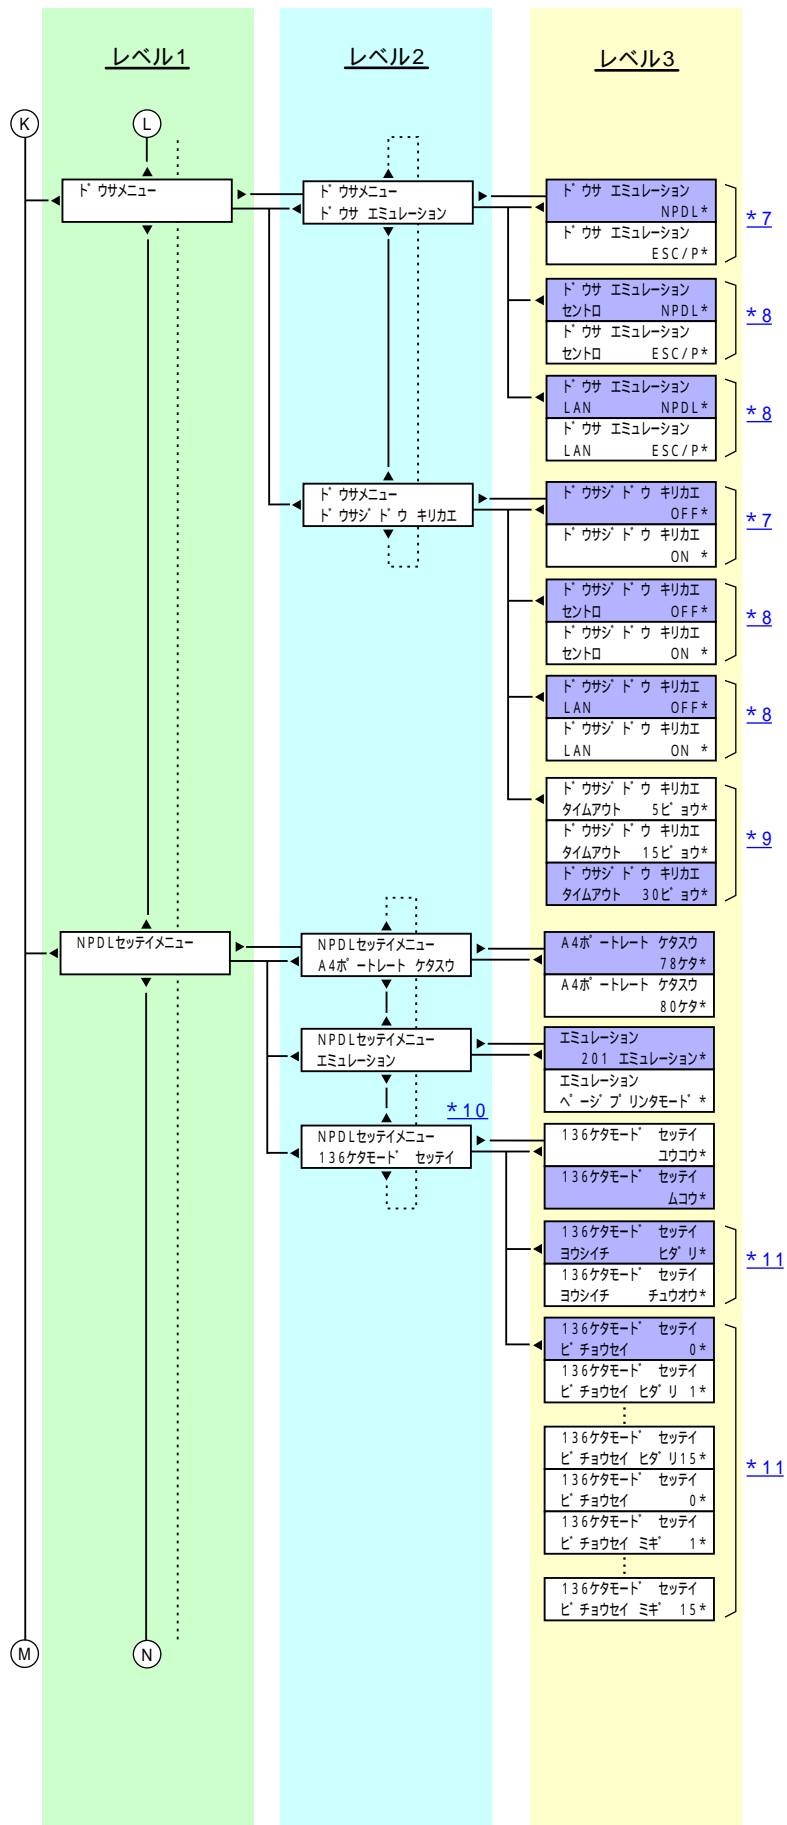 レベル1
レベル2
レベル3
K
L
ドウサメニュー
ドウサメニュー
ドウサ エミュレーション
ドウサ エミュレーション
NPDL*
ドウサ エミュレーション
ESC/P*
*7
ドウサ エミュレーション
セントロ NPDL*
ドウサ エミュレーション
セントロ ESC/P*
*8
ドウサ エミュレーション
LAN NPDL*
ドウサ エミュレーション
LAN ESC/P*
*8
ドウサメニュー
ドウサジドウ キリカエ
ドウサジドウ キリカエ
OFF*
ドウサジドウ キリカエ
ON *
*7
ドウサジドウ キリカエ
セントロ OFF*
ドウサジドウ キリカエ
セントロ ON *
*8
ドウサジドウ キリカエ
LAN OFF*
ドウサジドウ キリカエ
LAN ON *
*8
ドウサジドウ キリカエ
タイムアウト 5ビョウ*
ドウサジドウ キリカエ
タイムアウト 15ビョウ*
ドウサジドウ キリカエ
タイムアウト 30ビョウ*
*9
NPDLセッテイメニュー
NPDLセッテイメニュー
A4ポートレート ケタスウ
A4ポートレート ケタスウ
78ケタ*
A4ポートレート ケタスウ
80ケタ*
NPDLセッテイメニュー
エミュレーション
エミュレーション
201 エミュレーション*
エミュレーション
ページプリンタモード*
*10
NPDLセッテイメニュー
136ケタモード セッテイ
136ケタモード セッテイ
ユウコウ*
136ケタモード セッテイ
ムコウ*
136ケタモード セッテイ
ヨウシイチ ヒダリ*
136ケタモード セッテイ
ヨウシイチ チュウオウ*
*11
136ケタモード セッテイ
ビチョウセイ 0*
136ケタモード セッテイ
ビチョウセイ ヒダリ 1*
136ケタモード セッテイ
ビチョウセイ ヒダリ15*
136ケタモード セッテイ
ビチョウセイ 0*
136ケタモード セッテイ
ビチョウセイ ミギ 1*
136ケタモード セッテイ
ビチョウセイ ミギ 15*
*11
M
N